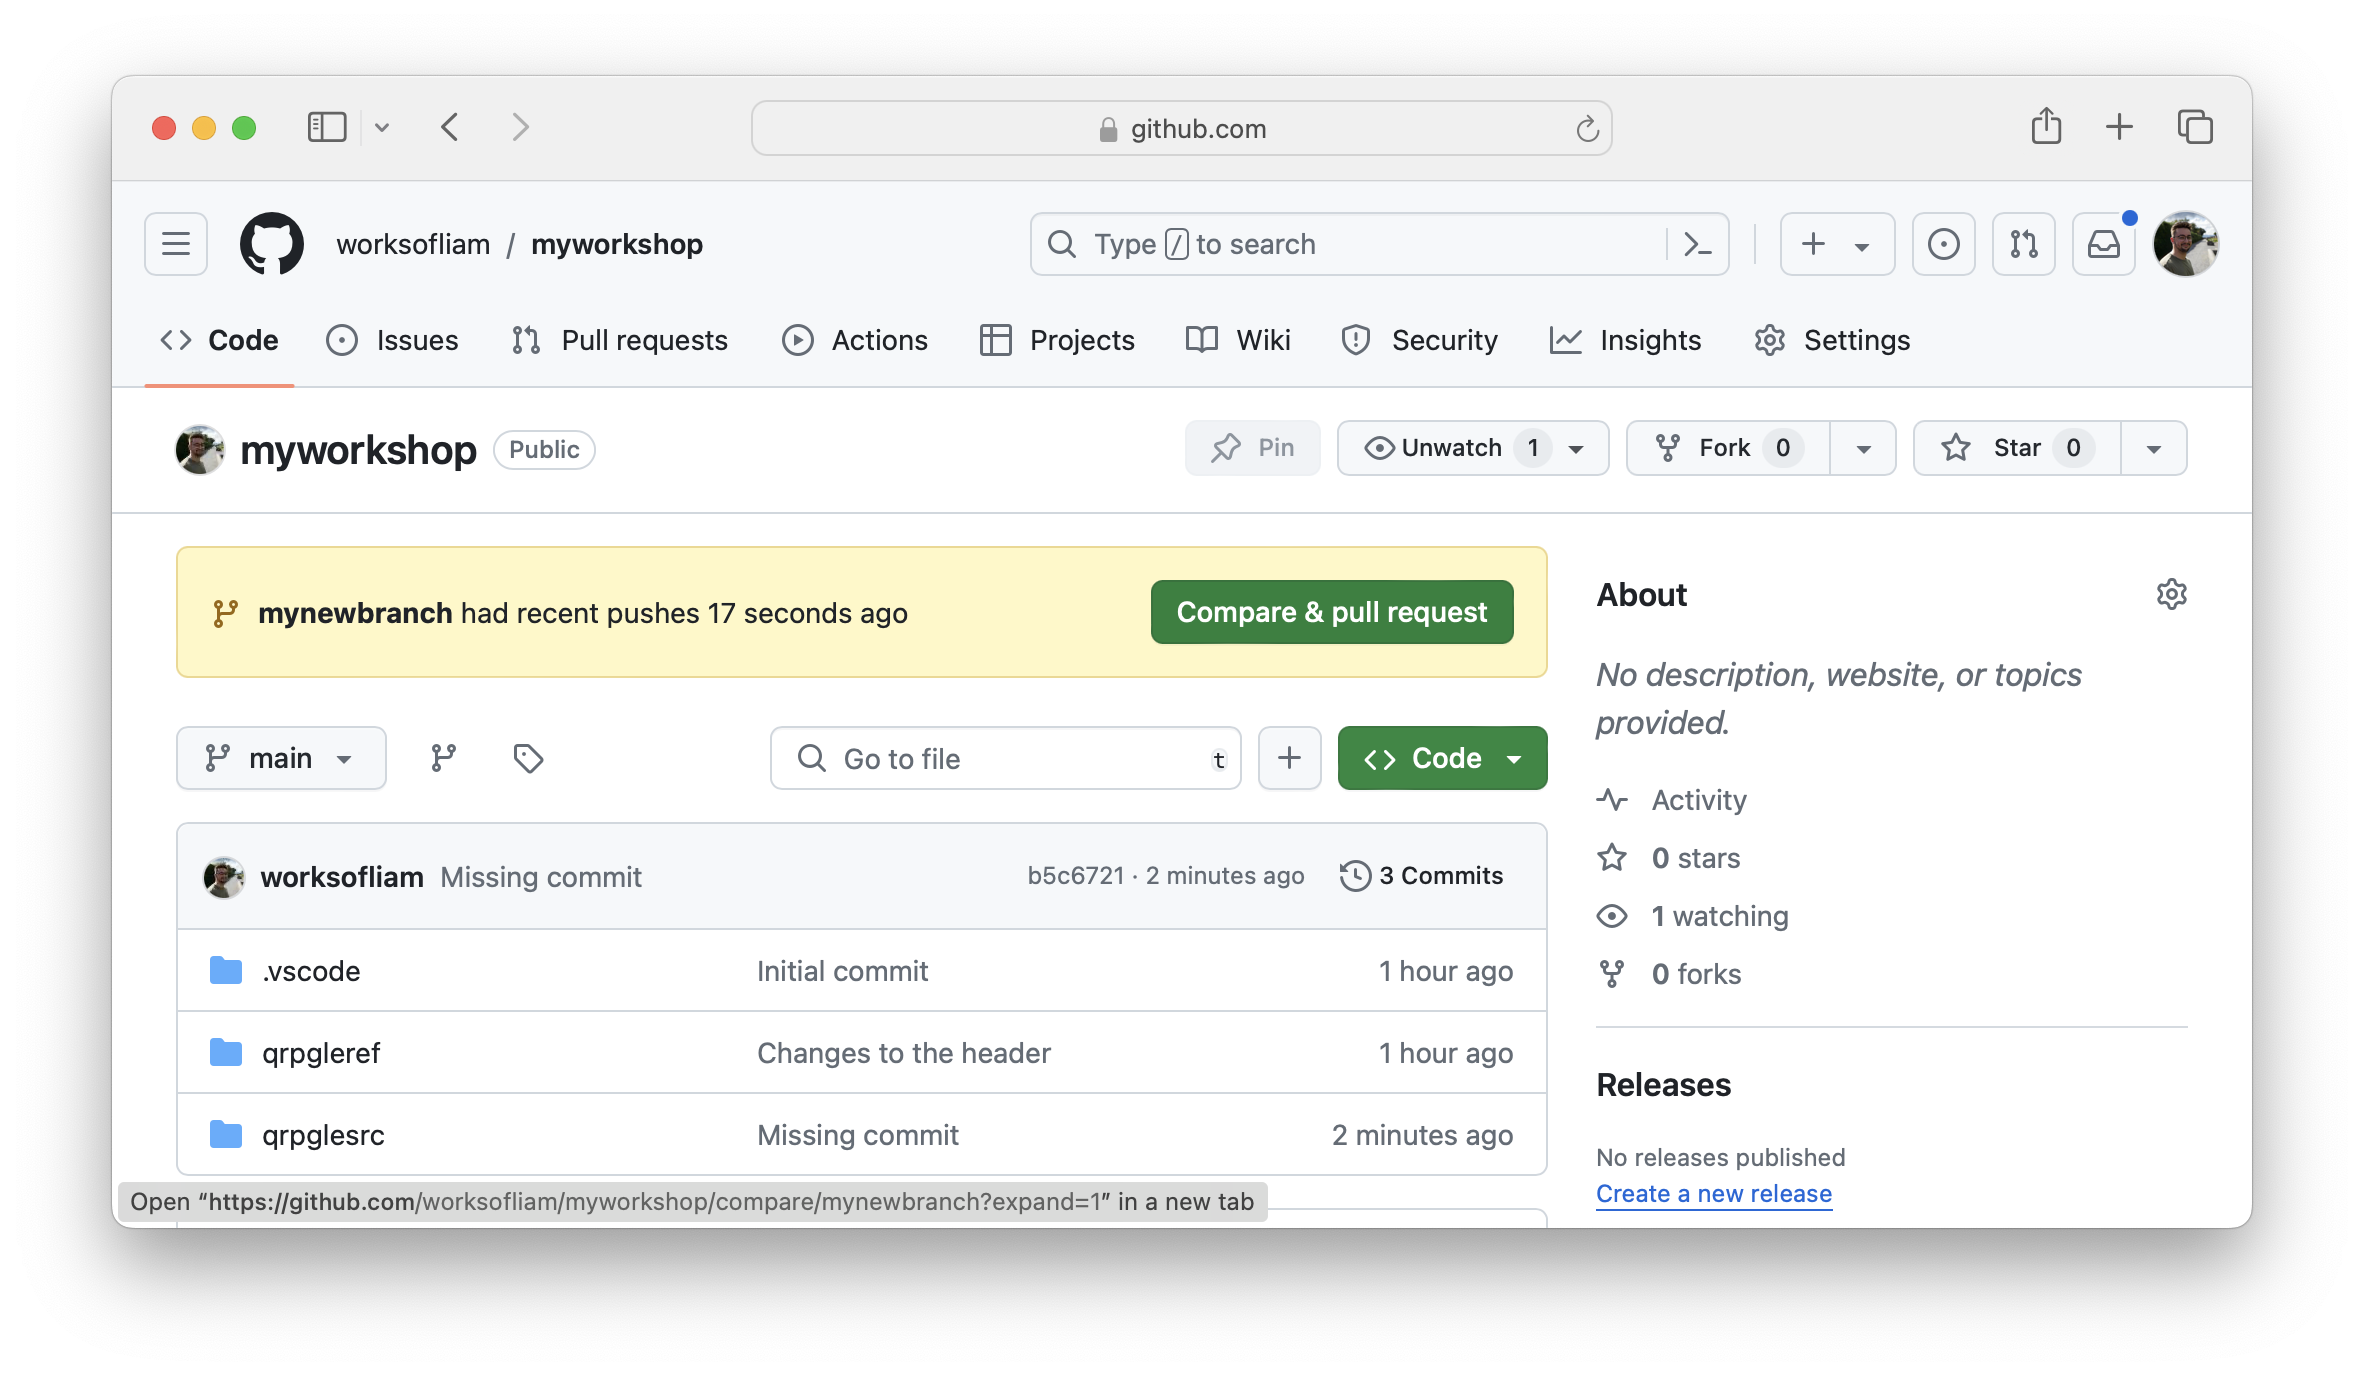 github.com
worksofliam / myworkshop
Type / to search
Code Issues Pull requests Actions Projects Wiki Security Insights Settings
myworkshop Public
Pin Unwatch 1 Fork 0 Star 0
mynewbranch had recent pushes 17 seconds ago
Compare & pull request
main
Go to file t
Code
worksofliam Missing commit b5c6721 · 2 minutes ago 3 Commits
.vscode Initial commit 1 hour ago
qrpgleref Changes to the header 1 hour ago
qrpglesrc Missing commit 2 minutes ago
About
No description, website, or topics
provided.
Activity
0 stars
1 watching
0 forks
Releases
No releases published
Create a new release
Open “https://github.com/worksofliam/myworkshop/compare/mynewbranch?expand=1” in a new tab